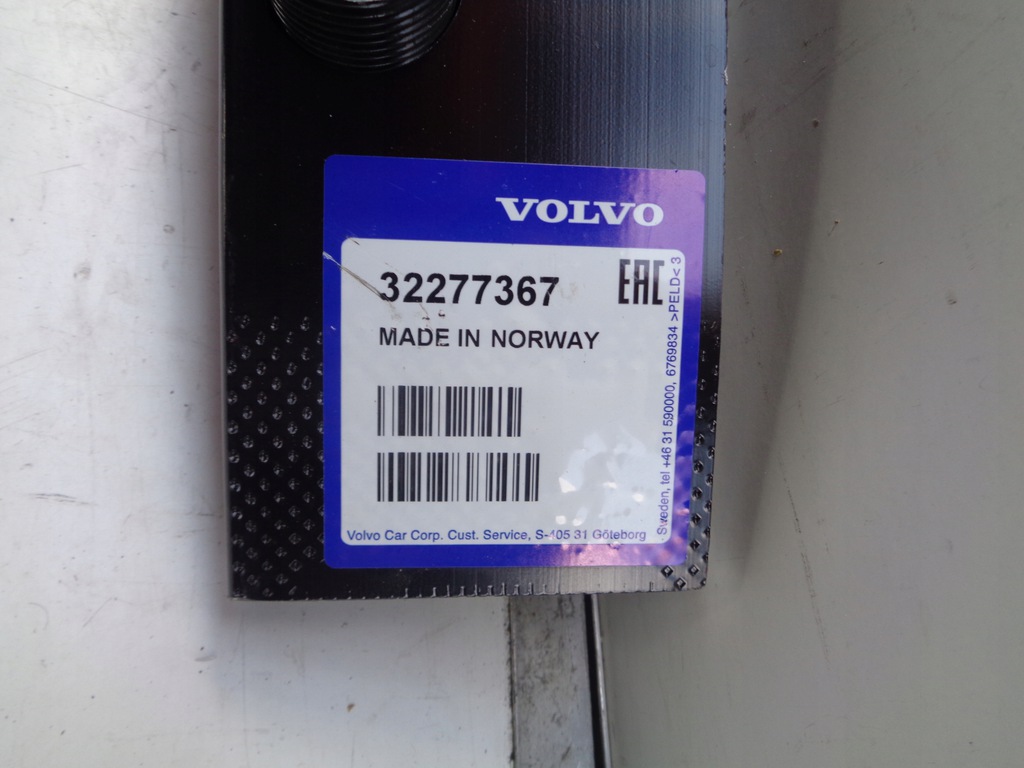 VOLVO
32277367
EAC
MADE IN NORWAY
Volvo Car Corp. Cust. Service, S-405 31 Göteborg
Sweden, tel +46 31 590000, 6769834 >PELD< 3